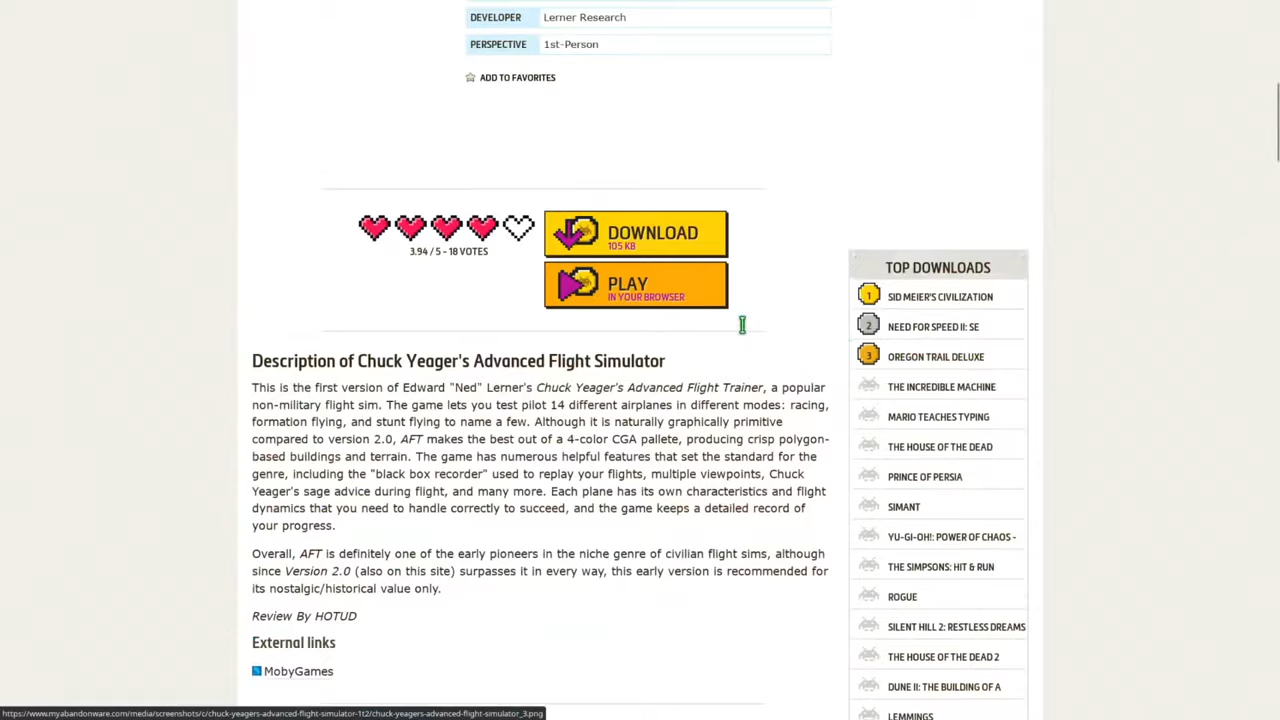 DEVELOPER Lerner Research
PERSPECTIVE 1st-Person
ADD TO FAVORITES
3.94 / 5 - 18 VOTES
DOWNLOAD
105 KB
PLAY
IN YOUR BROWSER
Description of Chuck Yeager's Advanced Flight Simulator
This is the first version of Edward "Ned" Lerner's Chuck Yeager's Advanced Flight Trainer, a popular
non-military flight sim. The game lets you test pilot 14 different airplanes in different modes: racing,
formation flying, and stunt flying to name a few. Although it is naturally graphically primitive
compared to version 2.0, AFT makes the best out of a 4-color CGA pallete, producing crisp polygon-
based buildings and terrain. The game has numerous helpful features that set the standard for the
genre, including the "black box recorder" used to replay your flights, multiple viewpoints, Chuck
Yeager's sage advice during flight, and many more. Each plane has its own characteristics and flight
dynamics that you need to handle correctly to succeed, and the game keeps a detailed record of
your progress.
Overall, AFT is definitely one of the early pioneers in the niche genre of civilian flight sims, although
since Version 2.0 (also on this site) surpasses it in every way, this early version is recommended for
its nostalgic/historical value only.
Review By HOTUD
External links
MobyGames
TOP DOWNLOADS
1 SID MEIER'S CIVILIZATION
2 NEED FOR SPEED II: SE
3 OREGON TRAIL DELUXE
THE INCREDIBLE MACHINE
MARIO TEACHES TYPING
THE HOUSE OF THE DEAD
PRINCE OF PERSIA
SIMANT
YU-GI-OH!: POWER OF CHAOS -
THE SIMPSONS: HIT & RUN
ROGUE
SILENT HILL 2: RESTLESS DREAMS
THE HOUSE OF THE DEAD 2
DUNE II: THE BUILDING OF A
LEMMINGS
https://www.myabandonware.com/media/screenshots/c/chuck-yeagers-advanced-flight-simulator-1t2/chuck-yeagers-advanced-flight-simulator_3.png